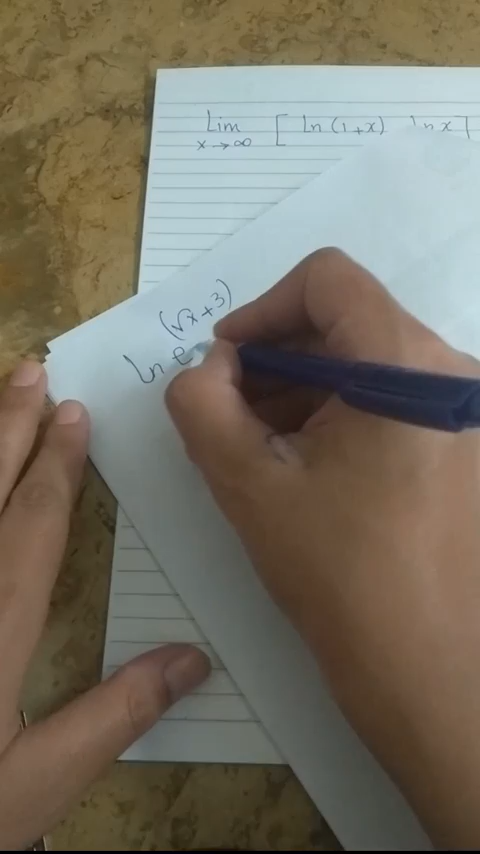 Lim [ ln(1+x) ln x ]
x→∞
(√x+3)
ln e